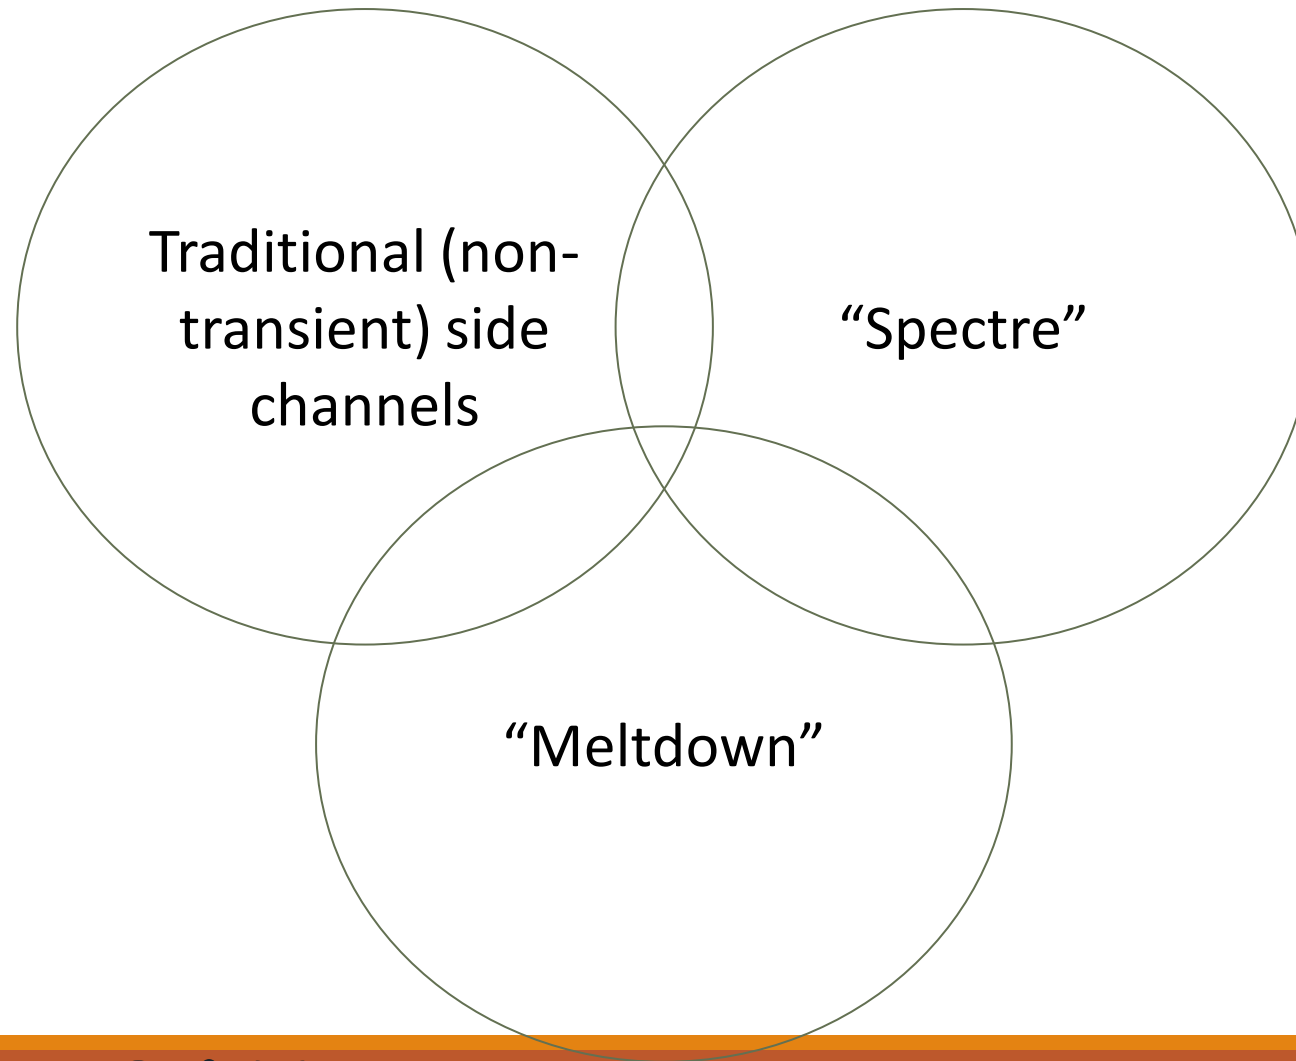 Traditional (non-
transient) side
channels
“Spectre”
“Meltdown”